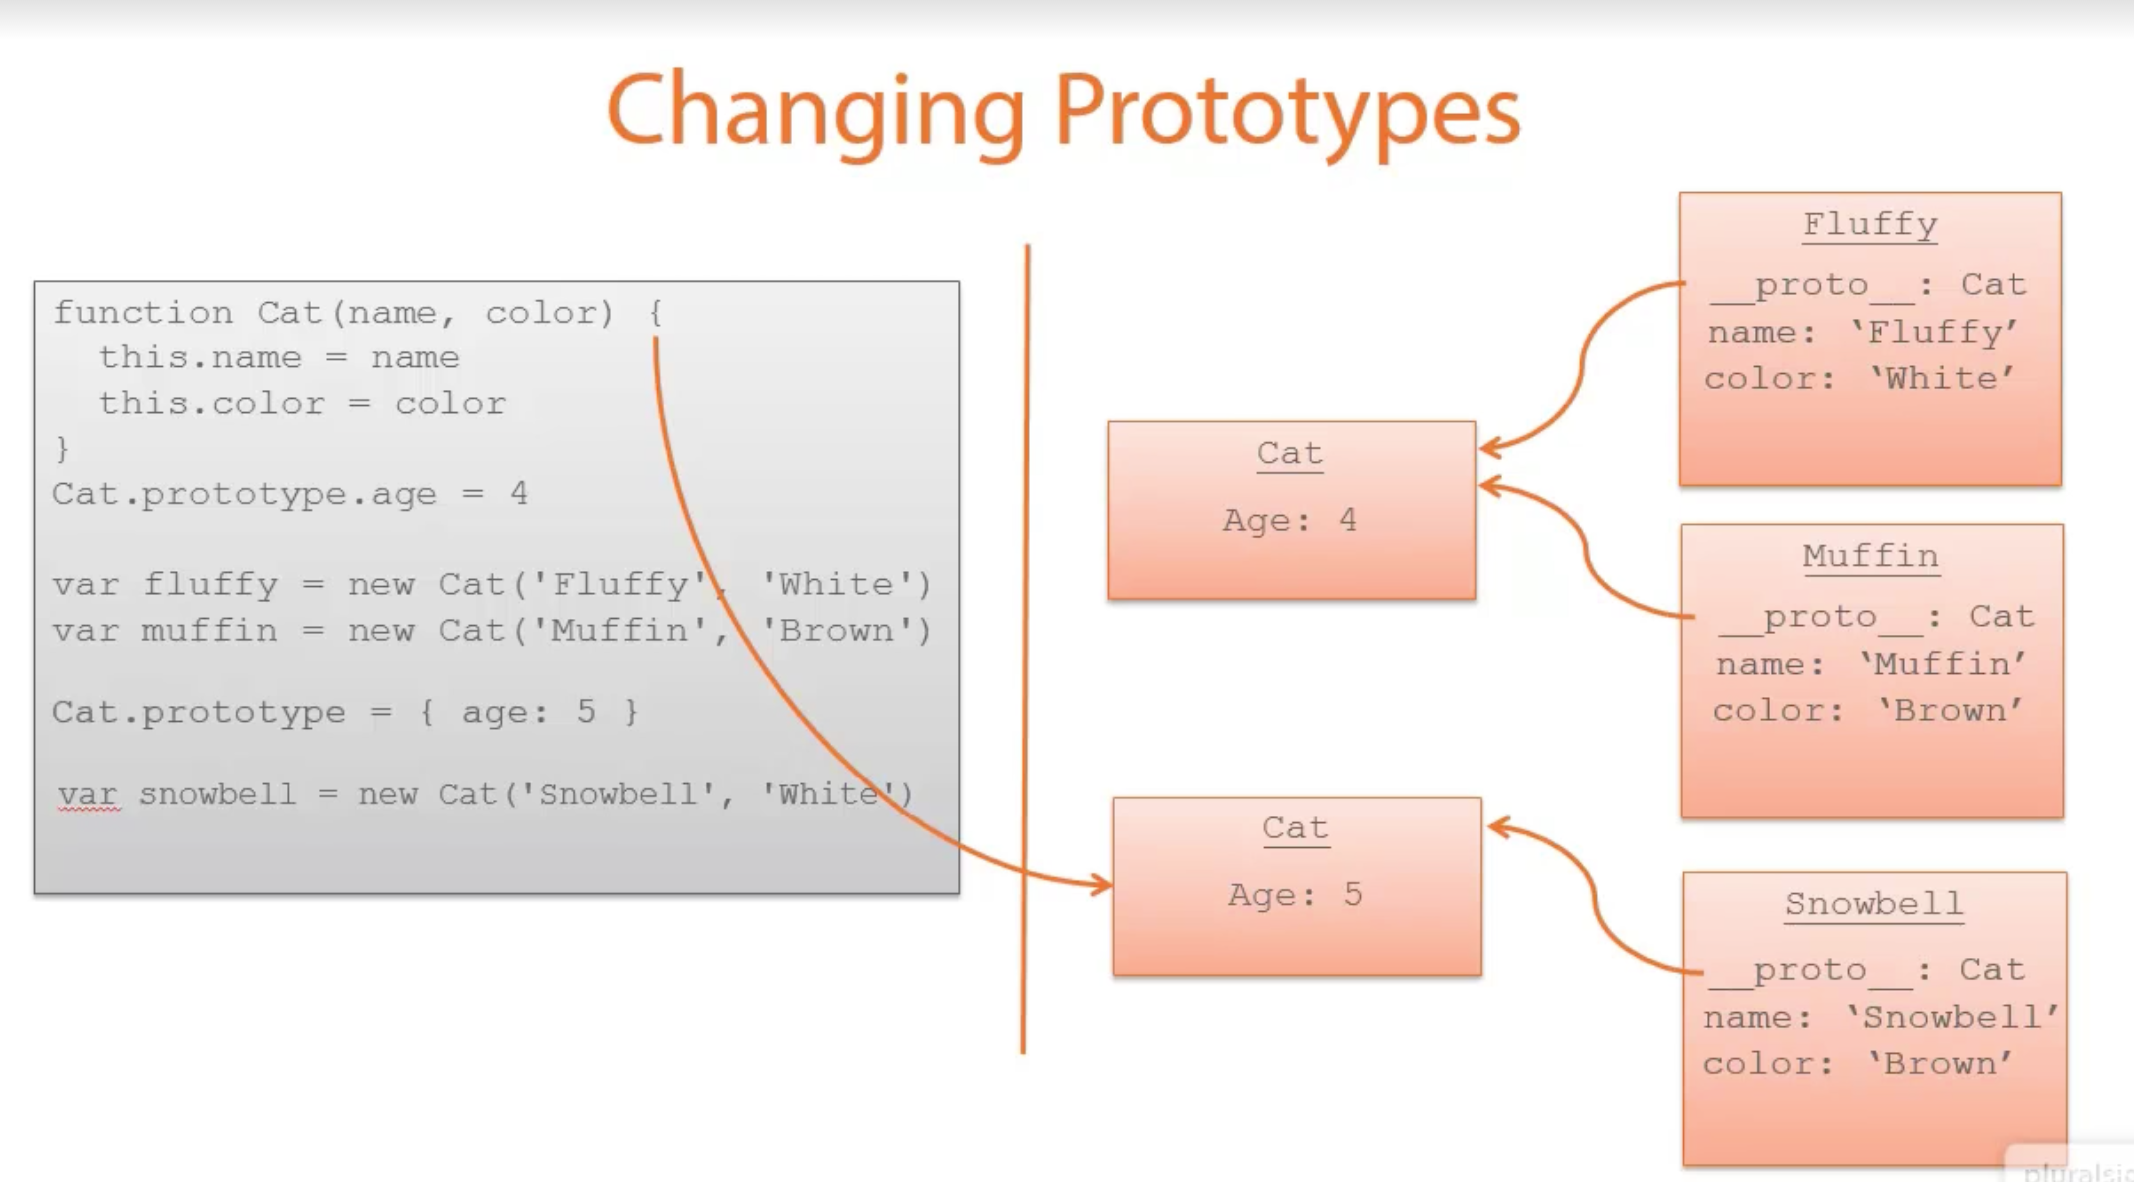 Changing Prototypes
function Cat(name, color) {
this.name = name
this.color = color
}
Cat.prototype.age = 4
var fluffy = new Cat('Fluffy', 'White')
var muffin = new Cat('Muffin', 'Brown')
Cat.prototype = { age: 5 }
var snowbell = new Cat('Snowbell', 'White')
Cat
Age: 4
Cat
Age: 5
Fluffy
__proto__: Cat
name: ‘Fluffy’
color: ‘White’
Muffin
__proto__: Cat
name: ‘Muffin’
color: ‘Brown’
Snowbell
__proto__: Cat
name: ‘Snowbell’
color: ‘Brown’